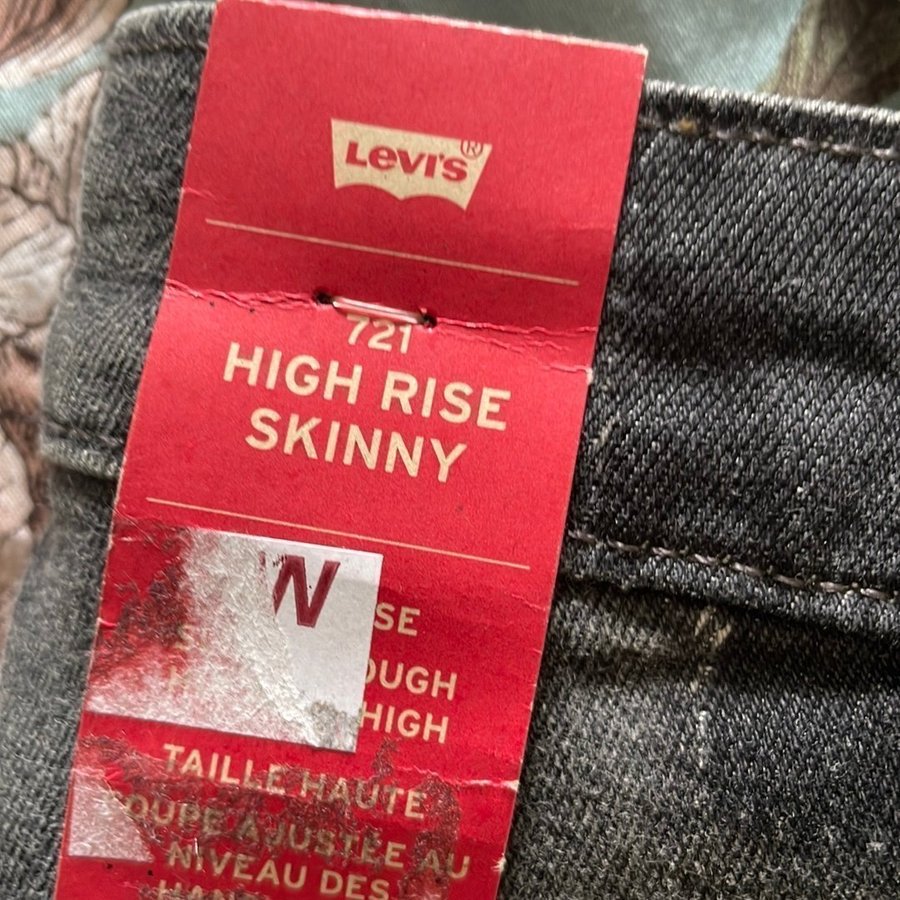 LEVI'S®
721
HIGH RISE
SKINNY
W
SE
OUGH
HIGH
TAILLE HAUTE
COUPE AJUSTÉE AU
NIVEAU DES